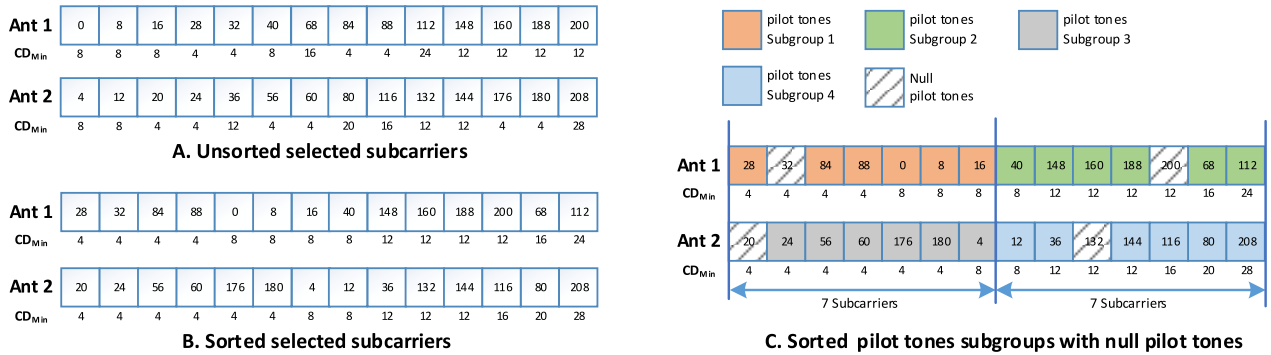 Ant 1 0 8 16 28 32 40 68 84 88 112 148 160 188 200
CDMin 8 8 8 4 4 8 16 4 4 24 12 12 12 12
Ant 2 4 12 20 24 36 56 60 80 116 132 144 176 180 208
CDMin 8 8 4 4 12 4 4 20 16 12 12 4 4 28
A. Unsorted selected subcarriers
Ant 1 28 32 84 88 0 8 16 40 148 160 188 200 68 112
CDMin 4 4 4 4 8 8 8 8 12 12 12 12 16 24
Ant 2 20 24 56 60 176 180 4 12 36 132 144 116 80 208
CDMin 4 4 4 4 4 4 8 8 12 12 12 16 20 28
B. Sorted selected subcarriers
pilot tones
Subgroup 1
pilot tones
Subgroup 2
pilot tones
Subgroup 3
pilot tones
Subgroup 4
Null
pilot tones
Ant 1 28 32 84 88 0 8 16 40 148 160 188 200 68 112
CDMin 4 4 4 4 8 8 8 8 12 12 12 12 16 24
Ant 2 20 24 56 60 176 180 4 12 36 132 144 116 80 208
CDMin 4 4 4 4 4 4 8 8 12 12 12 16 20 28
7 Subcarriers 7 Subcarriers
C. Sorted pilot tones subgroups with null pilot tones